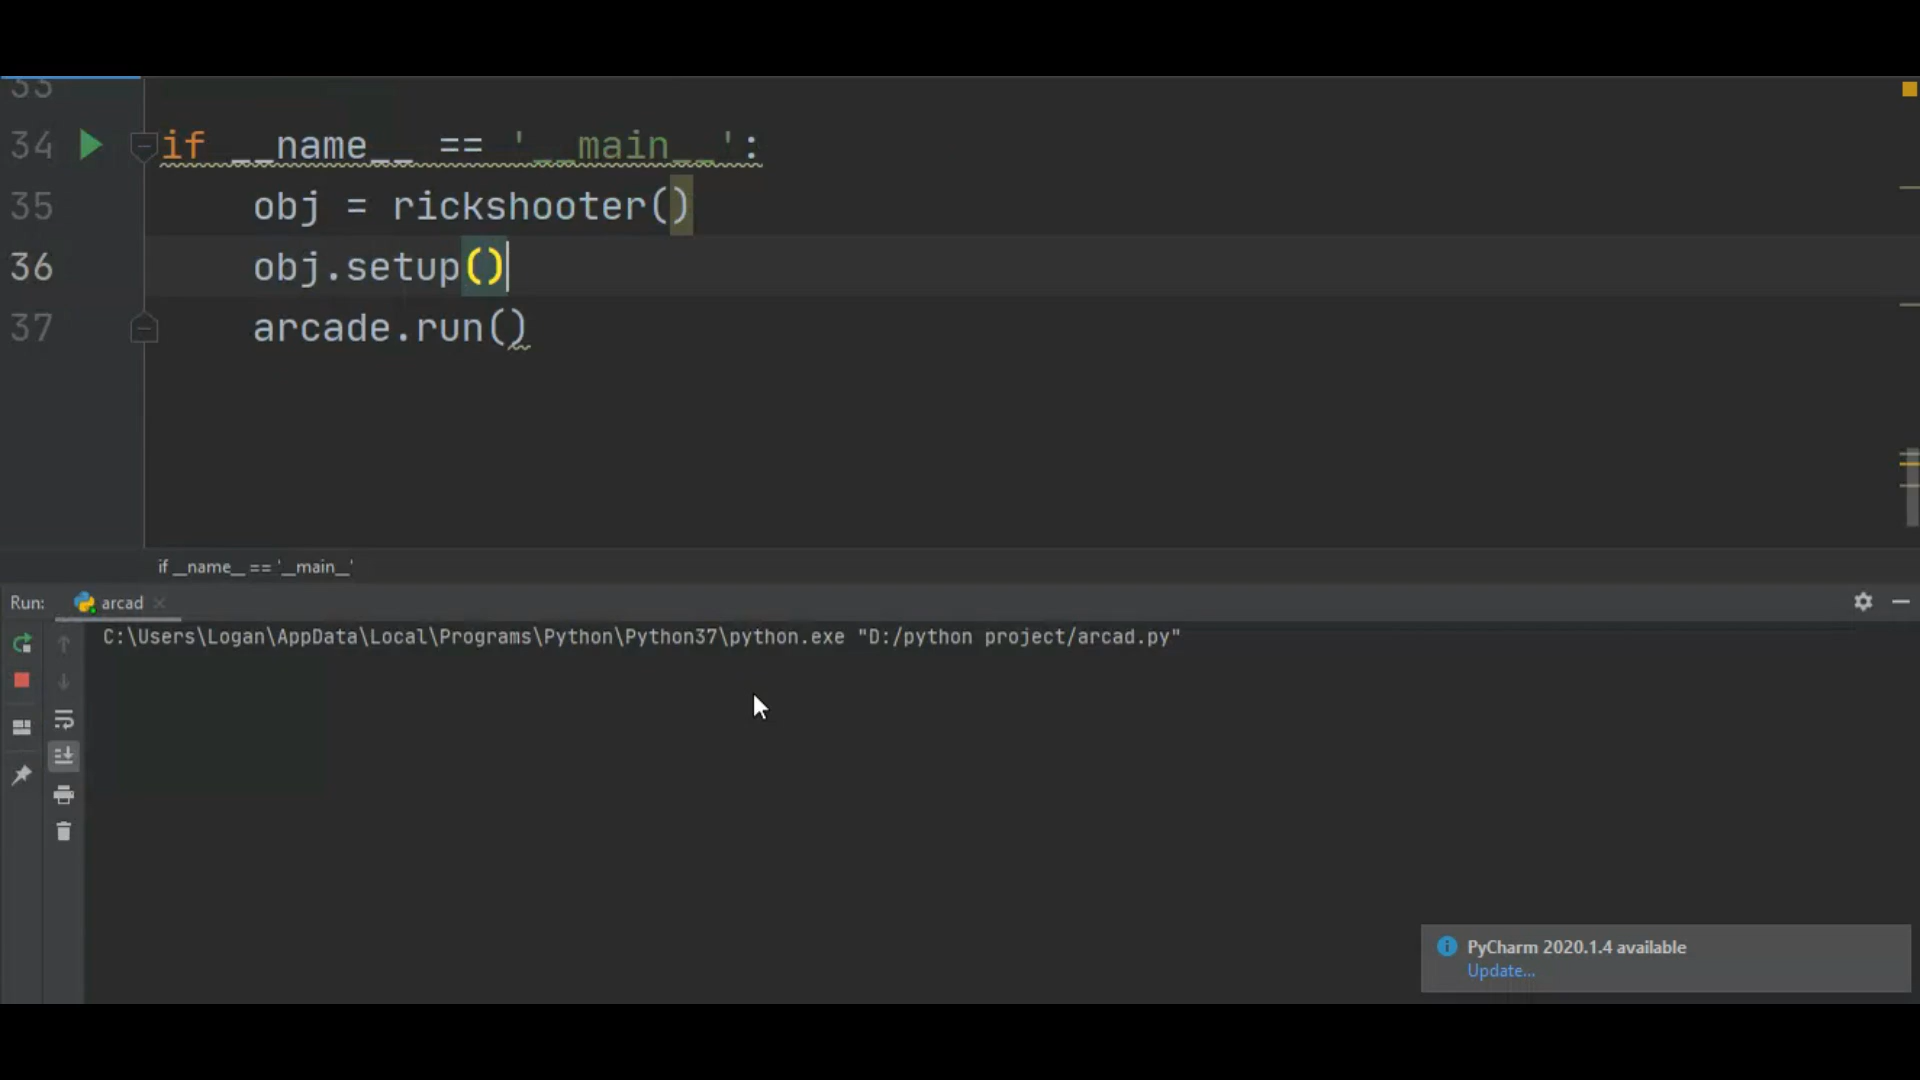 33
34 if __name__ == '__main__':
35 obj = rickshooter()
36 obj.setup()
37 arcade.run()
if __name__ == '__main__'
Run: arcad
C:\Users\Logan\AppData\Local\Programs\Python\Python37\python.exe "D:/python project/arcad.py"
PyCharm 2020.1.4 available
Update...